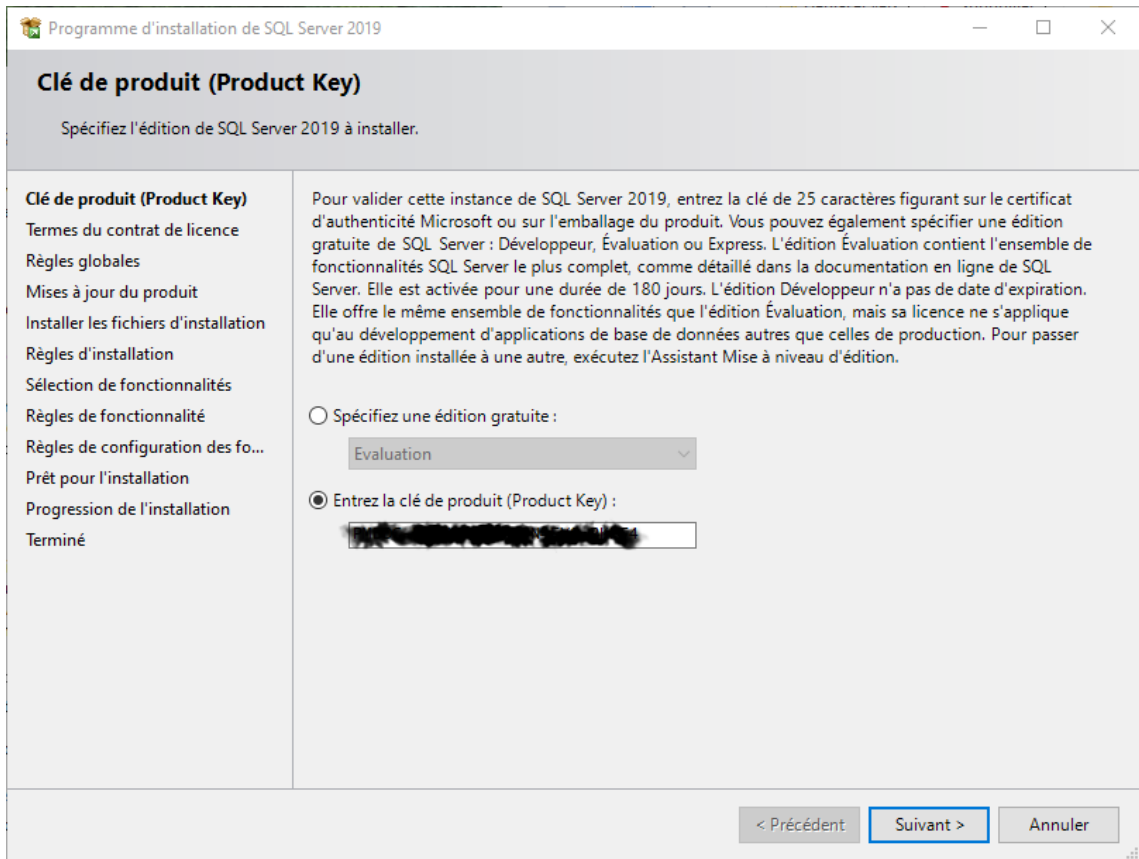 Programme d'installation de SQL Server 2019
Clé de produit (Product Key)
Spécifiez l'édition de SQL Server 2019 à installer.
Clé de produit (Product Key)
Termes du contrat de licence
Règles globales
Mises à jour du produit
Installer les fichiers d'installation
Règles d'installation
Sélection de fonctionnalités
Règles de fonctionnalité
Règles de configuration des fo...
Prêt pour l'installation
Progression de l'installation
Terminé
Pour valider cette instance de SQL Server 2019, entrez la clé de 25 caractères figurant sur le certificat
d'authenticité Microsoft ou sur l'emballage du produit. Vous pouvez également spécifier une édition
gratuite de SQL Server : Développeur, Évaluation ou Express. L'édition Évaluation contient l'ensemble de
fonctionnalités SQL Server le plus complet, comme détaillé dans la documentation en ligne de SQL
Server. Elle est activée pour une durée de 180 jours. L'édition Développeur n'a pas de date d'expiration.
Elle offre le même ensemble de fonctionnalités que l'édition Évaluation, mais sa licence ne s'applique
qu'au développement d'applications de base de données autres que celles de production. Pour passer
d'une édition installée à une autre, exécutez l'Assistant Mise à niveau d'édition.
Spécifiez une édition gratuite :
Evaluation
Entrez la clé de produit (Product Key) :
< Précédent
Suivant >
Annuler